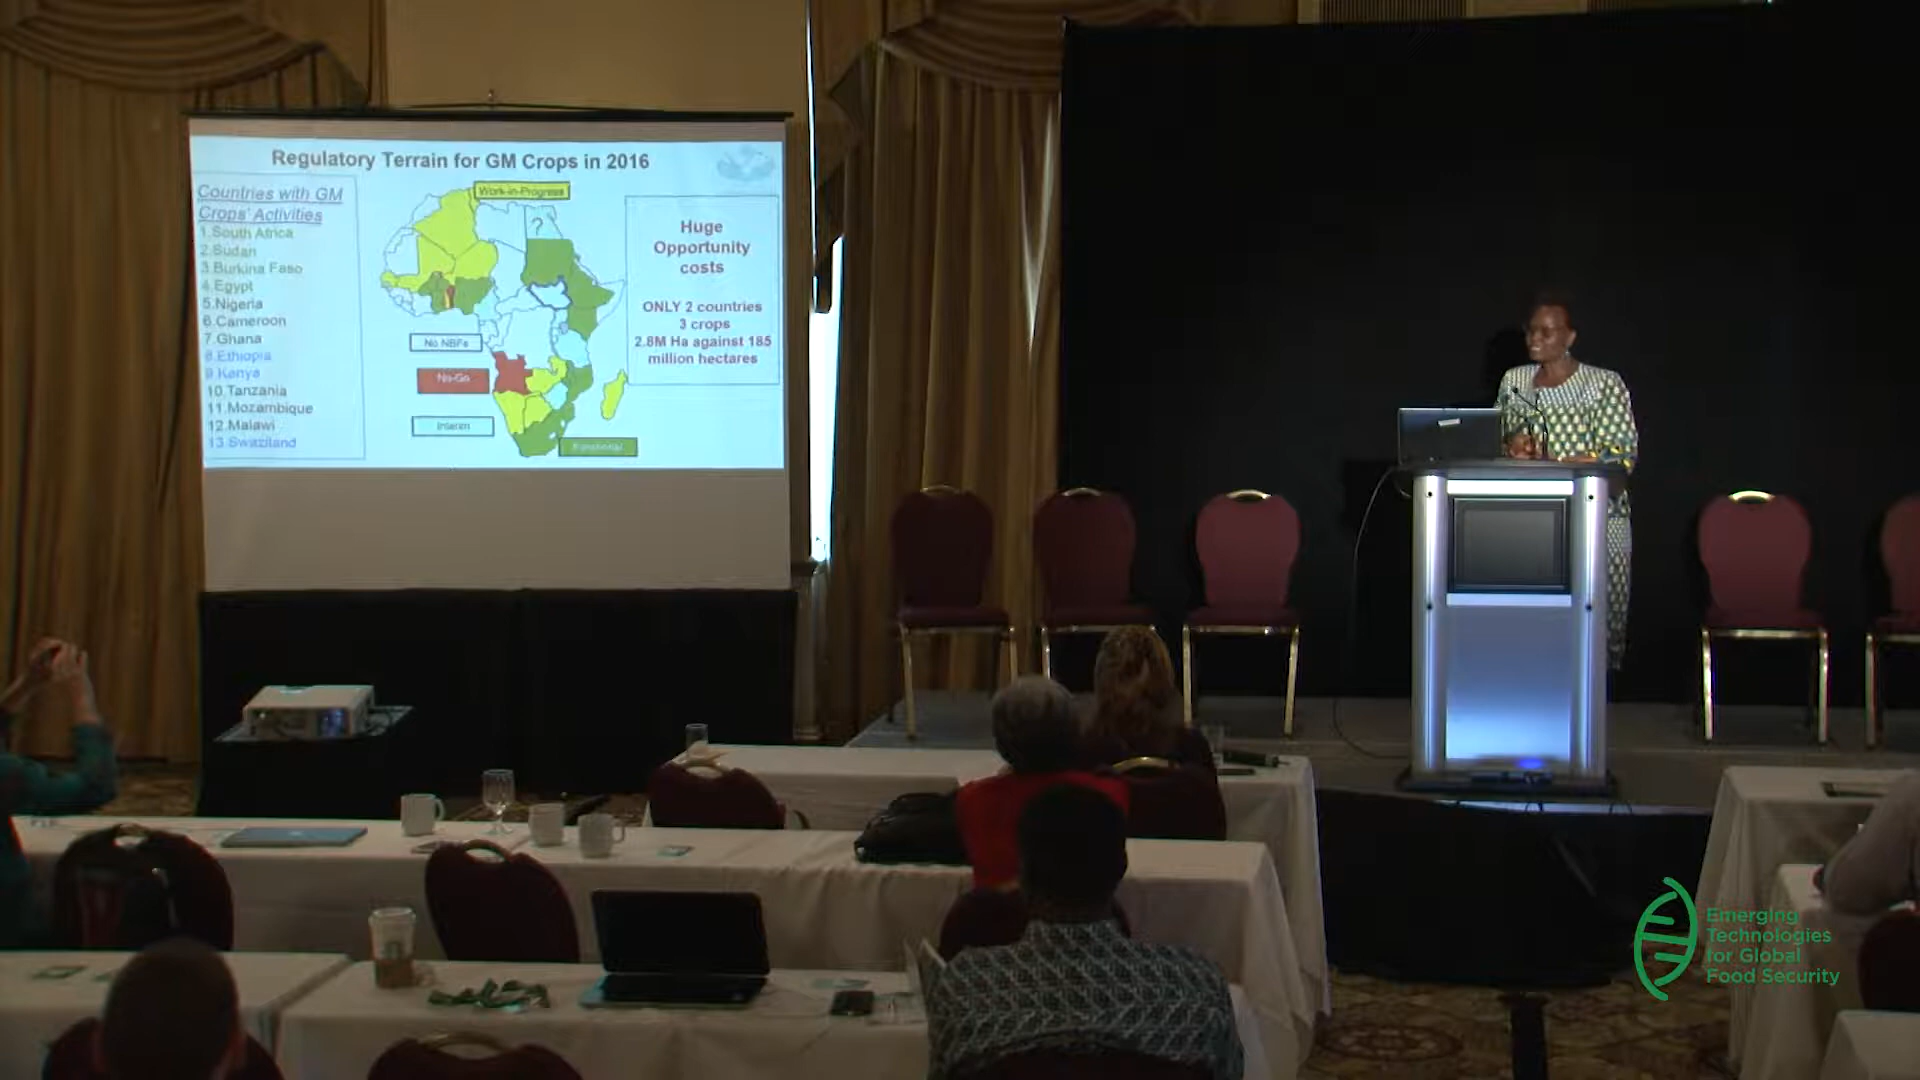 Regulatory Terrain for GM Crops in 2016
Countries with GM
Crops' Activities
1.South Africa
2.Sudan
3.Burkina Faso
4.Egypt
5.Nigeria
6.Cameroon
7.Ghana
8.Ethiopia
9.Kenya
10.Tanzania
11.Mozambique
12.Malawi
13.Swaziland
Work-in-Progress
?
No NBFs
No-Go
Interim
Functional
Huge
Opportunity
costs
ONLY 2 countries
3 crops
2.8M Ha against 185
million hectares
Emerging
Technologies
for Global
Food Security